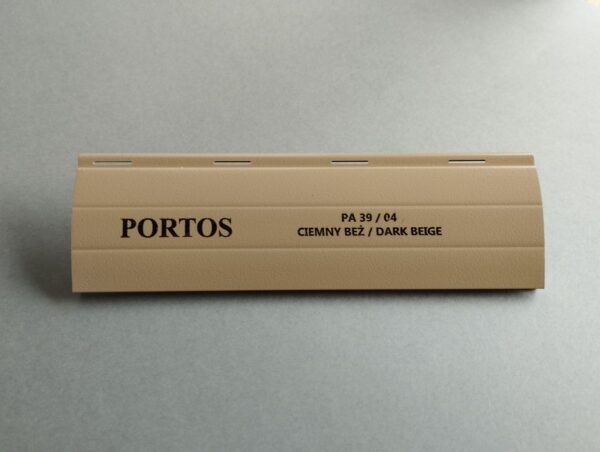 PORTOS
PA 39 / 04
CIEMNY BEŻ / DARK BEIGE